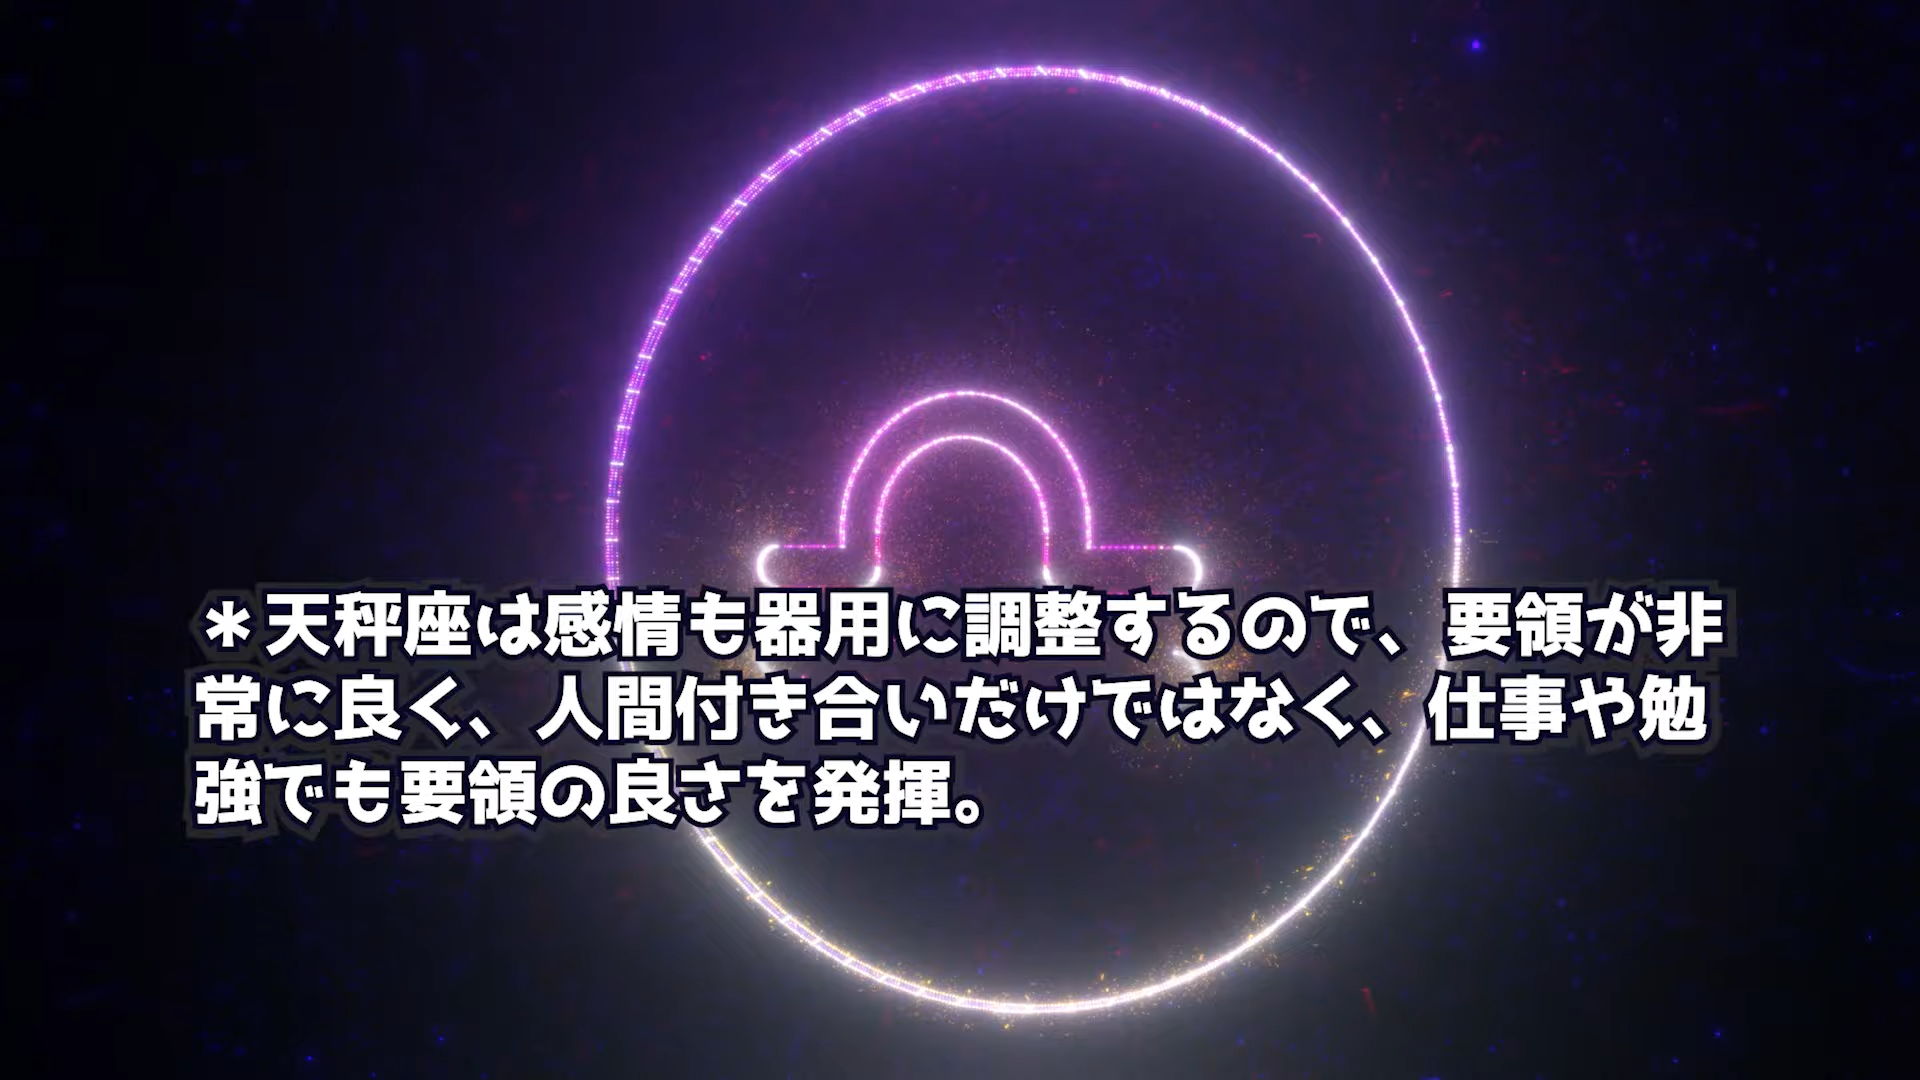 ＊天秤座は感情も器用に調整するので、要領が非
常に良く、人間付き合いだけではなく、仕事や勉
強でも要領の良さを発揮。